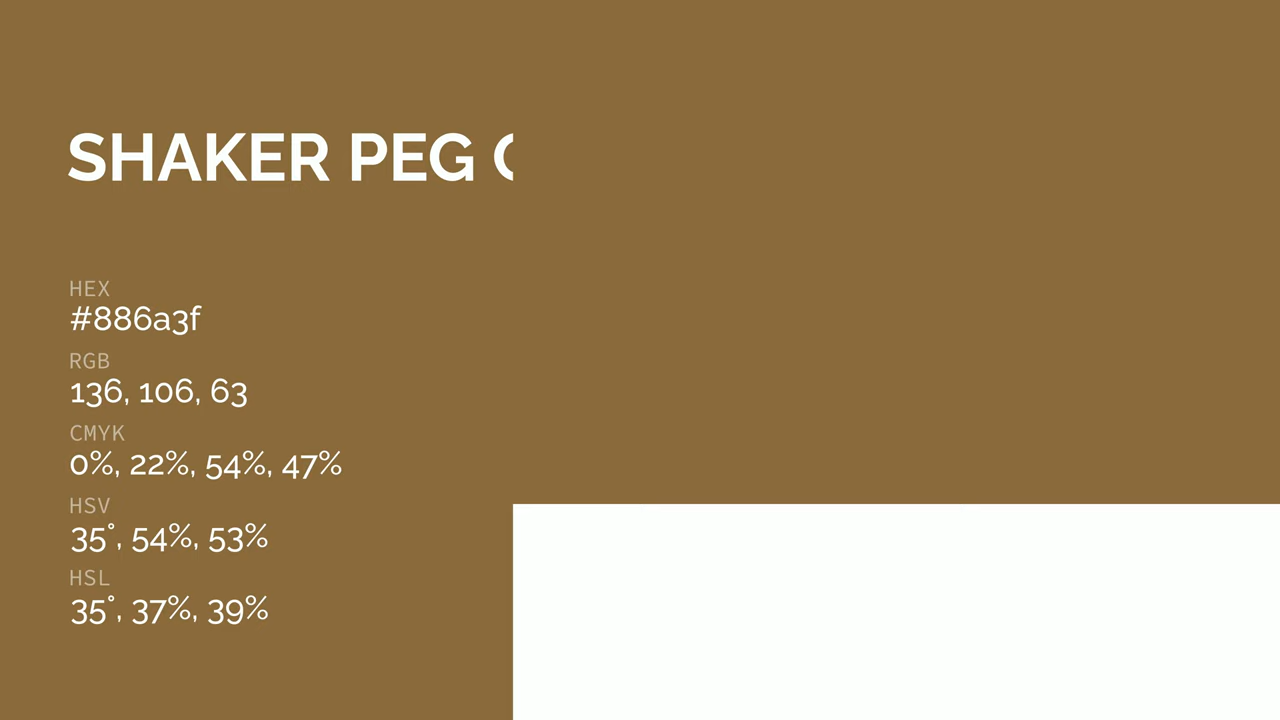 SHAKER PEG
HEX
#886a3f
RGB
136, 106, 63
CMYK
0%, 22%, 54%, 47%
HSV
35°, 54%, 53%
HSL
35°, 37%, 39%